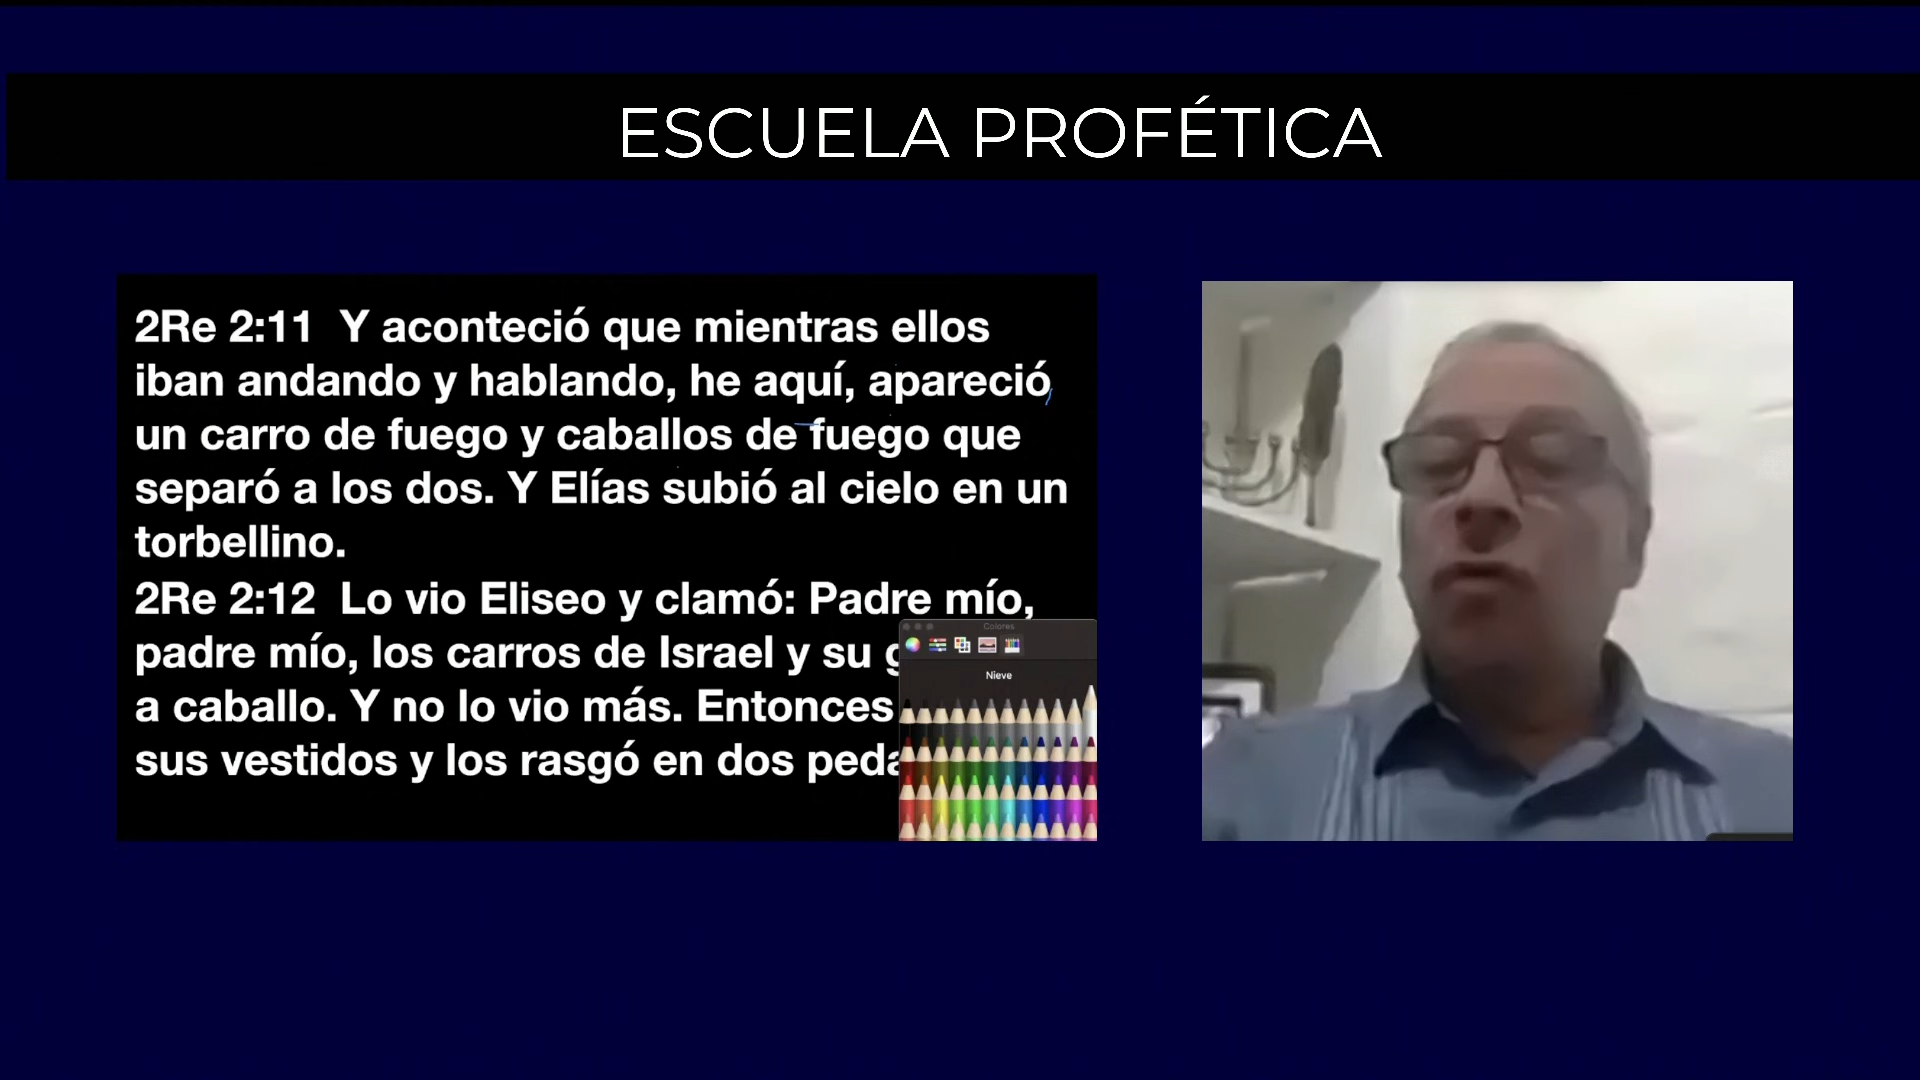 ESCUELA PROFÉTICA
2Re 2:11 Y aconteció que mientras ellos
iban andando y hablando, he aquí, apareció
un carro de fuego y caballos de fuego que
separó a los dos. Y Elías subió al cielo en un
torbellino.
2Re 2:12 Lo vio Eliseo y clamó: Padre mío,
padre mío, los carros de Israel y su
a caballo. Y no lo vio más. Entonces
sus vestidos y los rasgó en dos peda
Colores
Nieve